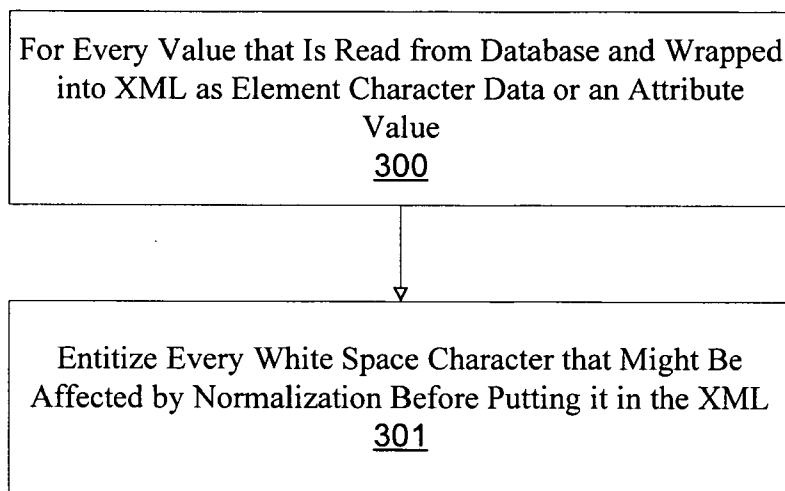 For Every Value that Is Read from Database and Wrapped
into XML as Element Character Data or an Attribute
Value
300
Entitize Every White Space Character that Might Be
Affected by Normalization Before Putting it in the XML
301